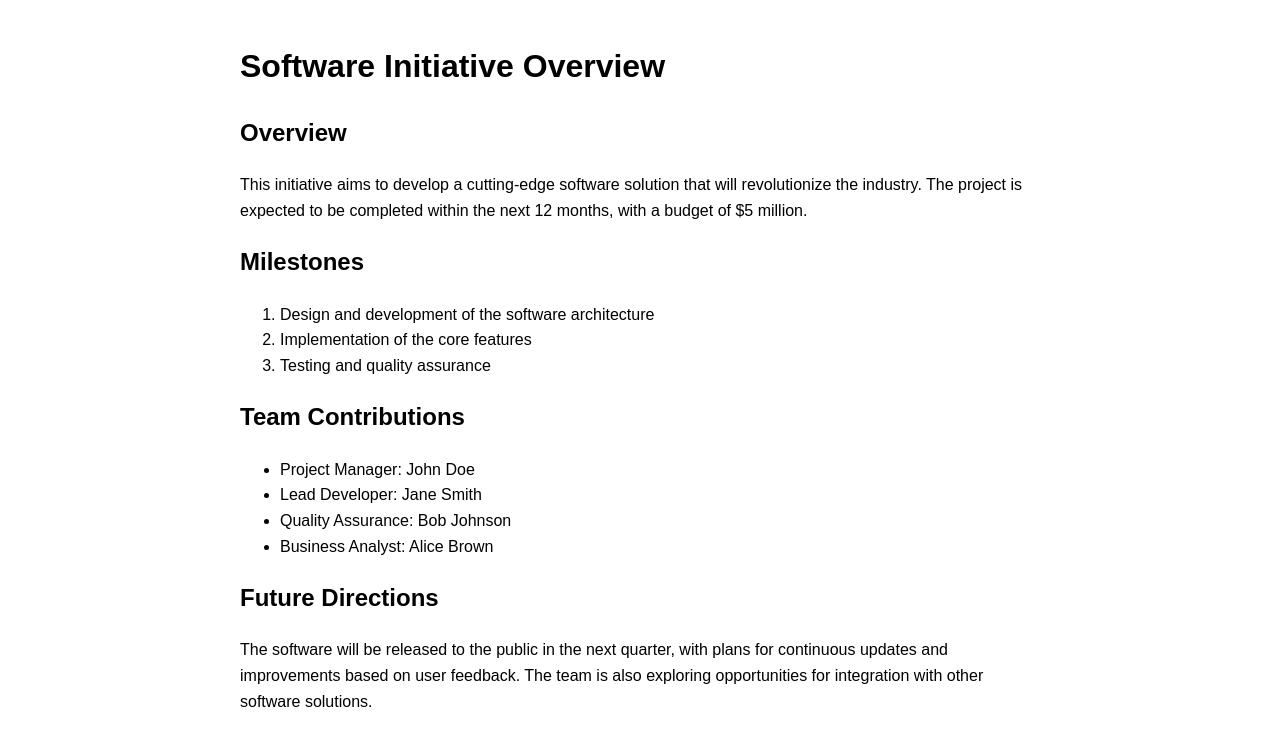 Software Initiative Overview
Overview
This initiative aims to develop a cutting-edge software solution that will revolutionize the industry. The project is
expected to be completed within the next 12 months, with a budget of $5 million.
Milestones
1. Design and development of the software architecture
2. Implementation of the core features
3. Testing and quality assurance
Team Contributions
• Project Manager: John Doe
• Lead Developer: Jane Smith
• Quality Assurance: Bob Johnson
• Business Analyst: Alice Brown
Future Directions
The software will be released to the public in the next quarter, with plans for continuous updates and
improvements based on user feedback. The team is also exploring opportunities for integration with other
software solutions.